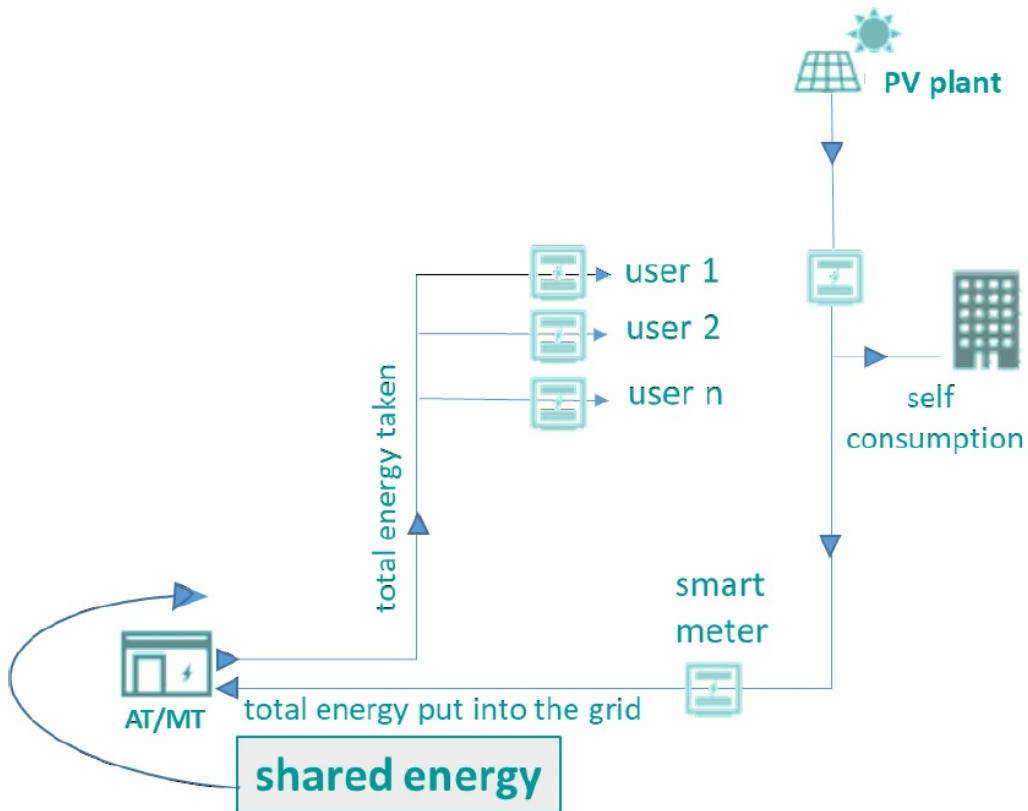 PV plant
user 1
user 2
user n
self
consumption
total energy taken
smart
meter
AT/MT
total energy put into the grid
shared energy